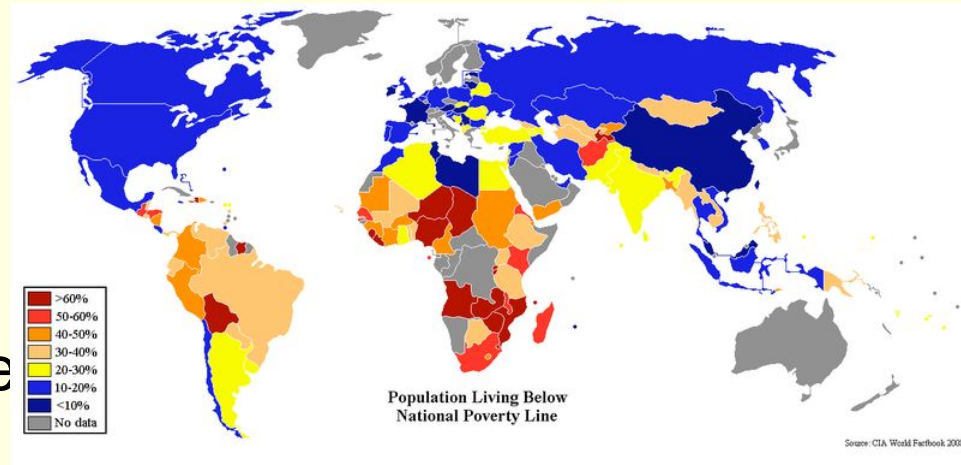 >60%
50-60%
40-50%
30-40%
20-30%
10-20%
<10%
No data
e
Population Living Below
National Poverty Line
Source: CIA World Factbook 2008